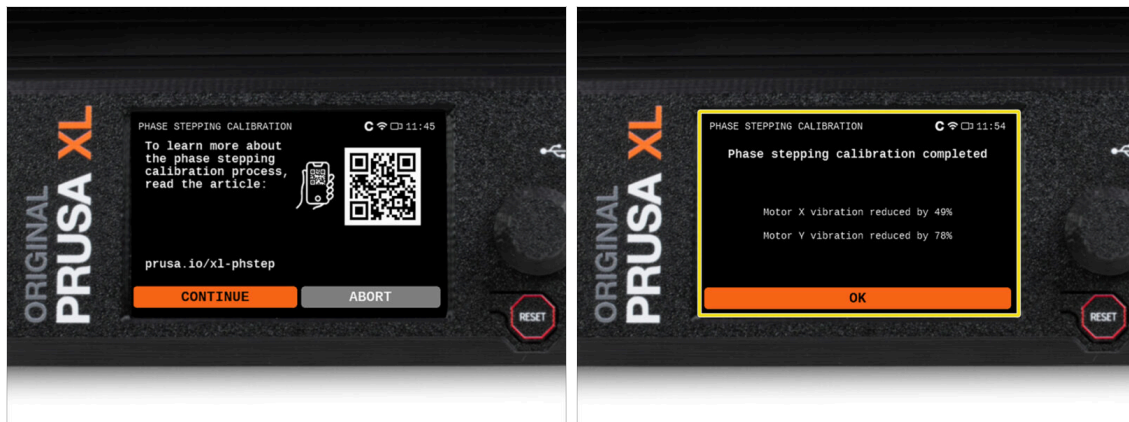 ORIGINAL
PRUSA XL
PHASE STEPPING CALIBRATION
C 11:45
To learn more about
the phase stepping
calibration process,
read the article:
prusa.io/xl-phstep
CONTINUE
ABORT
RESET
ORIGINAL
PRUSA XL
PHASE STEPPING CALIBRATION
C 11:54
Phase stepping calibration completed
Motor X vibration reduced by 49%
Motor Y vibration reduced by 78%
OK
RESET